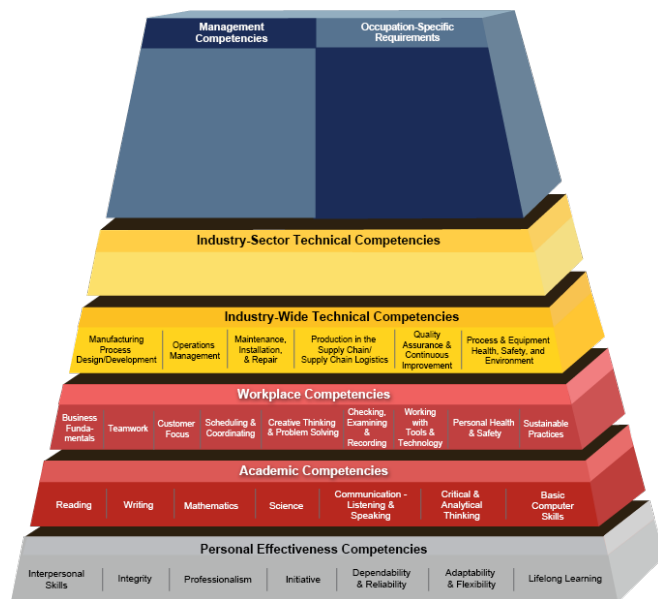 Management
Competencies
Occupation-Specific
Requirements
Industry-Sector Technical Competencies
Industry-Wide Technical Competencies
Manufacturing
Process
Design/Development
Operations
Management
Maintenance,
Installation,
& Repair
Production in the
Supply Chain/
Supply Chain Logistics
Quality
Assurance &
Continuous
Improvement
Process & Equipment
Health, Safety, and
Environment
Workplace Competencies
Business
Funda-
mentals
Teamwork
Customer
Focus
Scheduling &
Coordinating
Creative Thinking
& Problem Solving
Checking,
Examining
&
Recording
Working
with
Tools &
Technology
Personal Health
& Safety
Sustainable
Practices
Academic Competencies
Reading
Writing
Mathematics
Science
Communication -
Listening &
Speaking
Critical &
Analytical
Thinking
Basic
Computer
Skills
Personal Effectiveness Competencies
Interpersonal
Skills
Integrity
Professionalism
Initiative
Dependability
& Reliability
Adaptability
& Flexibility
Lifelong Learning